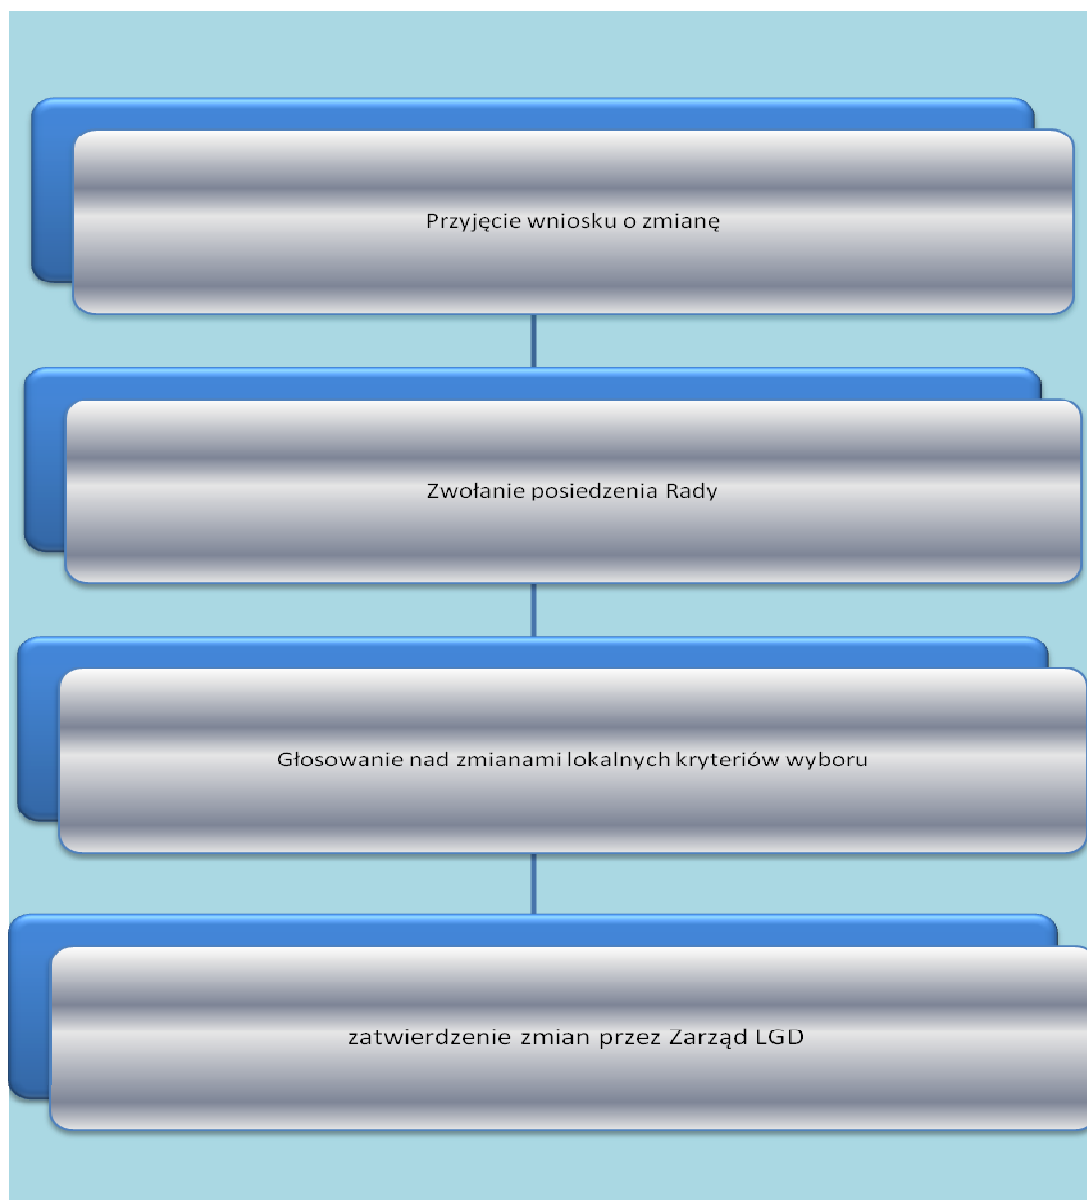 Przyjęcie wniosku o zmianę
Zwołanie posiedzenia Rady
Głosowanie nad zmianami lokalnych kryteriów wyboru
zatwierdzenie zmian przez Zarząd LGD